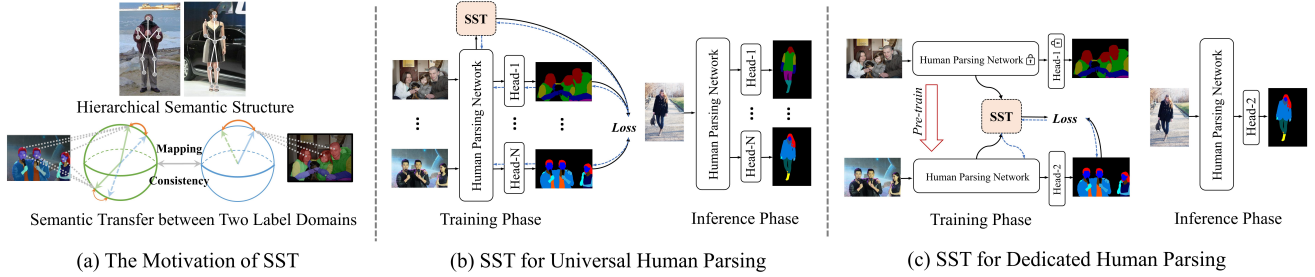 Hierarchical Semantic Structure
Mapping
Consistency
Semantic Transfer between Two Label Domains
(a) The Motivation of SST
SST
Human Parsing Network
Head-1
Head-N
Loss
Training Phase
Human Parsing Network
Head-1
Head-N
Inference Phase
(b) SST for Universal Human Parsing
Human Parsing Network
Head-1
Pre-train
SST
Loss
Human Parsing Network
Head-2
Training Phase
Human Parsing Network
Head-2
Inference Phase
(c) SST for Dedicated Human Parsing